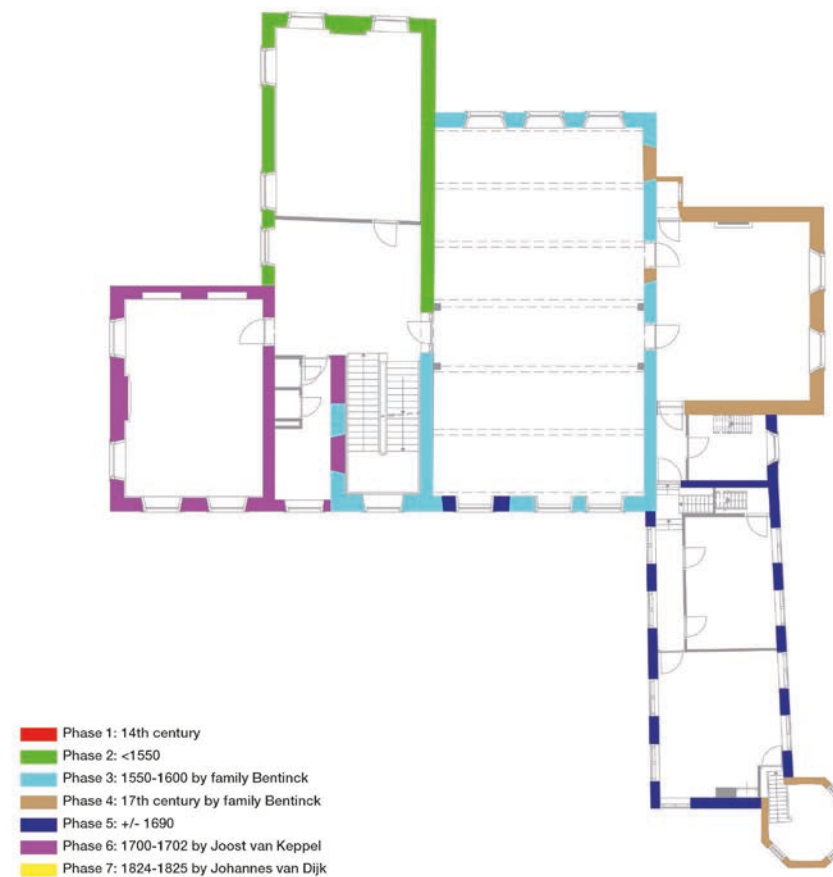 Phase 1: 14th century
Phase 2: <1550
Phase 3: 1550-1600 by family Bentinck
Phase 4: 17th century by family Bentinck
Phase 5: +/- 1690
Phase 6: 1700-1702 by Joost van Keppel
Phase 7: 1824-1825 by Johannes van Dijk